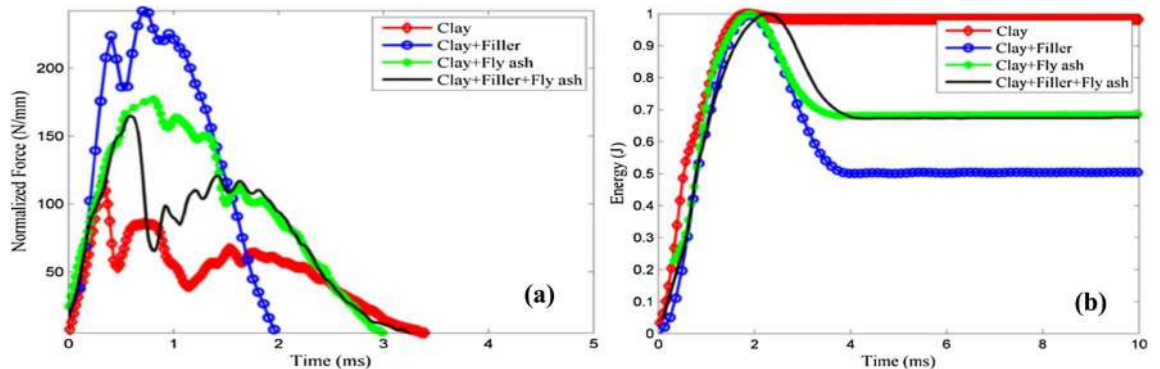 Normalized Force (N/mm)
200
150
100
50
0
1
2
3
4
5
Time (ms)
Clay
Clay+Filler
Clay+Fly ash
Clay+Filler+Fly ash
(a)
Energy (J)
1
0.9
0.8
0.7
0.6
0.5
0.4
0.3
0.2
0.1
0
0
2
4
6
8
10
Time (ms)
Clay
Clay+Filler
Clay+Fly ash
Clay+Filler+Fly ash
(b)